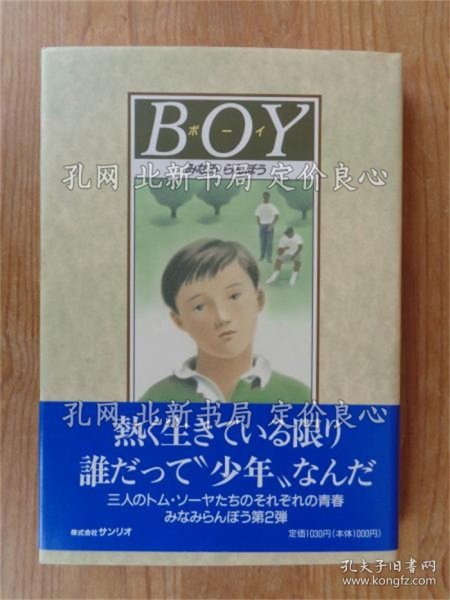 BOY
ボーイ
みなみらんぼう
孔网 北新书局 定价良心
孔网 北新书局 定价良心
熱く生きている限り
誰だって〝少年〟なんだ
三人のトム・ソーヤたちのそれぞれの青春
みなみらんぼう第2弾
株式会社サンリオ
定価1030円(本体1000円)
孔夫子旧书网
www.kongfz.com